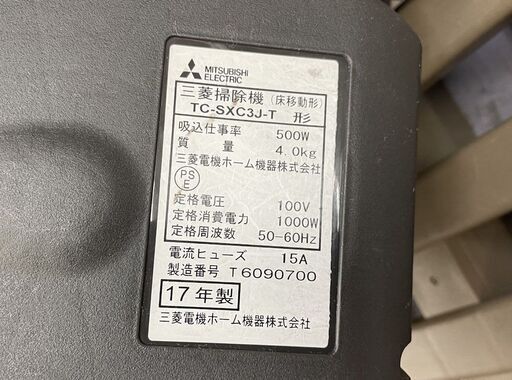 MITSUBISHI
ELECTRIC
三菱掃除機(床移動形)
TC-SXC3J-T 形
吸込仕事率 500W
質量 4.0kg
三菱電機ホーム機器株式会社
PS
E
定格電圧 100V
定格消費電力 1000W
定格周波数 50-60Hz
電流ヒューズ 15A
製造番号 T6090700
17年製
三菱電機ホーム機器株式会社